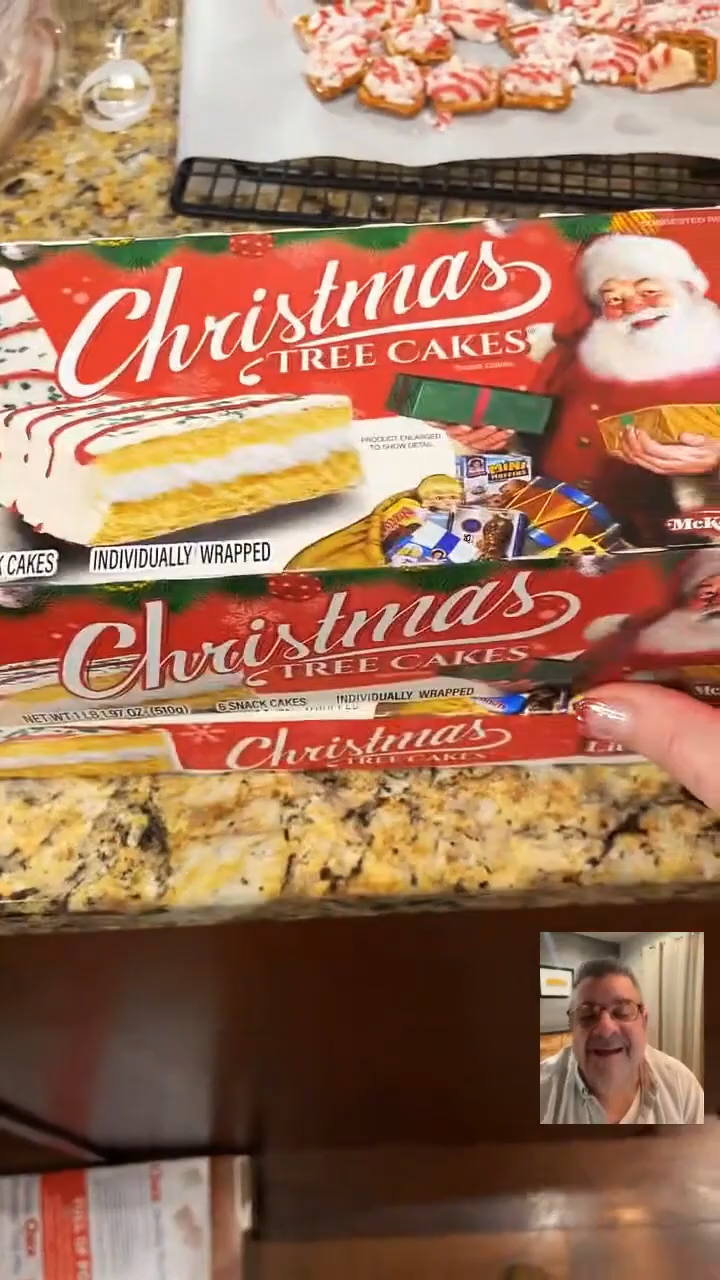 Christmas
TREE CAKES
PRODUCT ENLARGED
TO SHOW DETAIL.
MINI
MUFFINS
McK
CAKES
INDIVIDUALLY WRAPPED
Christmas
TREE CAKES
NET WT 1 LB 1.97 OZ (510g)
6 SNACK CAKES
INDIVIDUALLY WRAPPED
Christmas
TREE CAKES